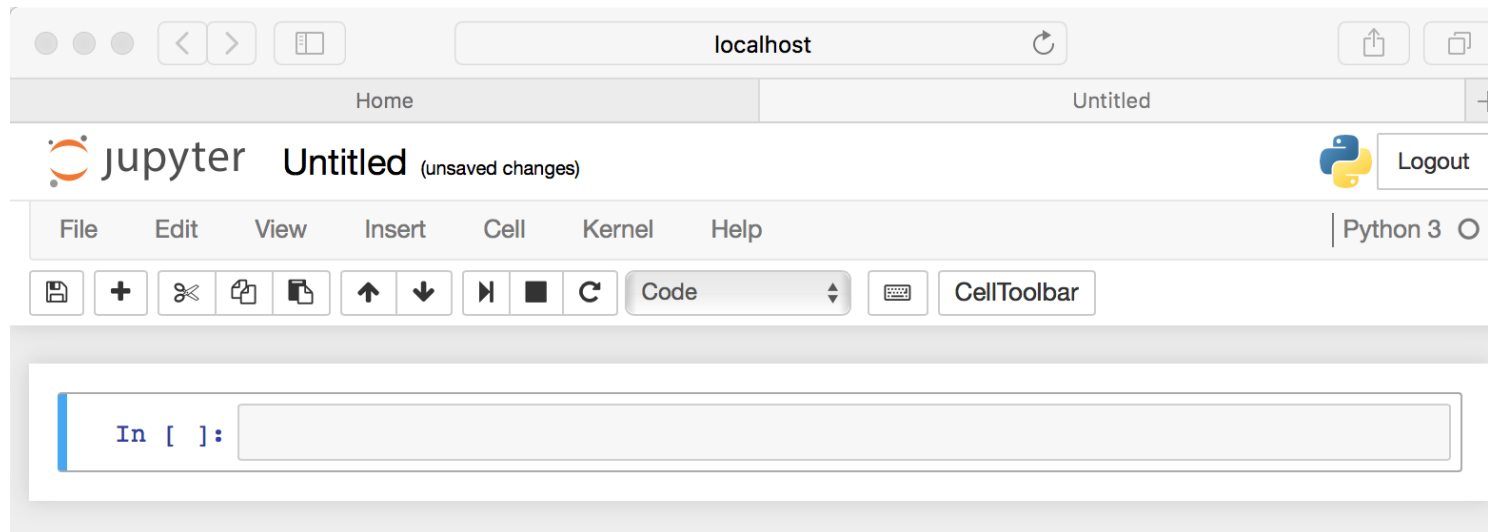 localhost
Home Untitled
jupyter Untitled (unsaved changes) Logout
File Edit View Insert Cell Kernel Help Python 3
Code CellToolbar
In [ ]: